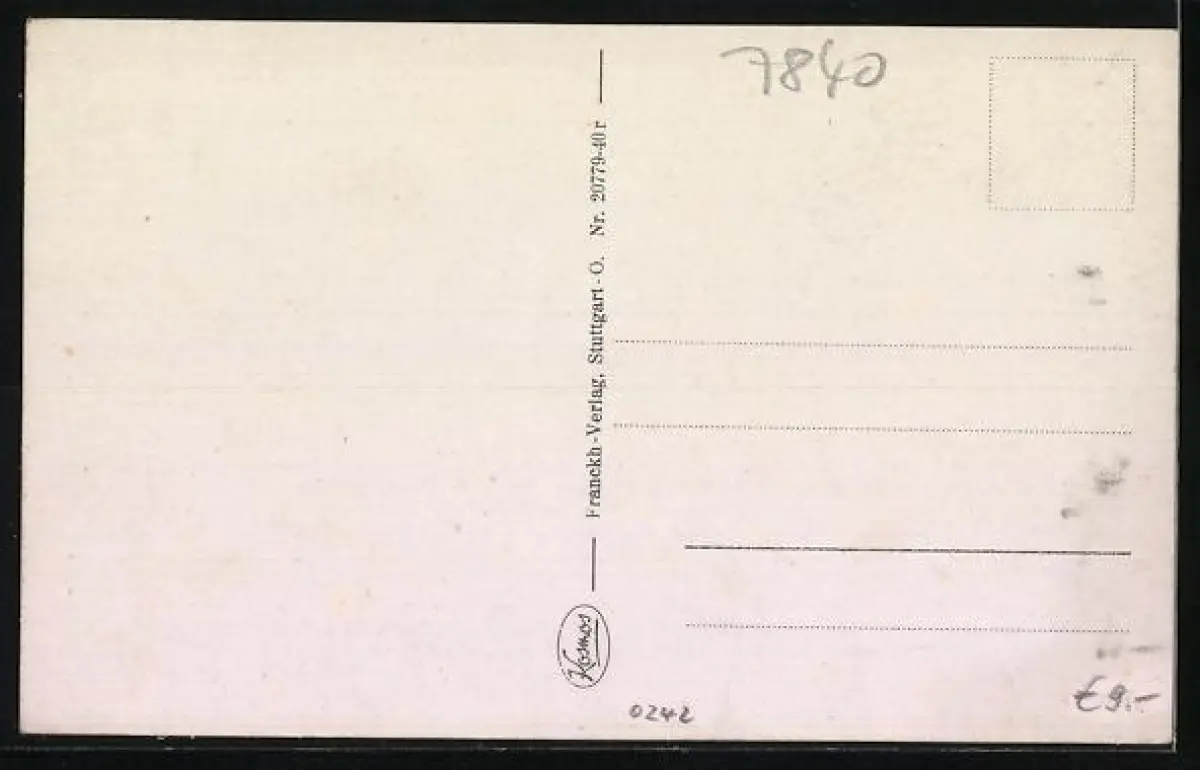 7840
Franckh-Verlag, Stuttgart-O. Nr. 20779-40 r
Kosmos
0242
€ 9.-